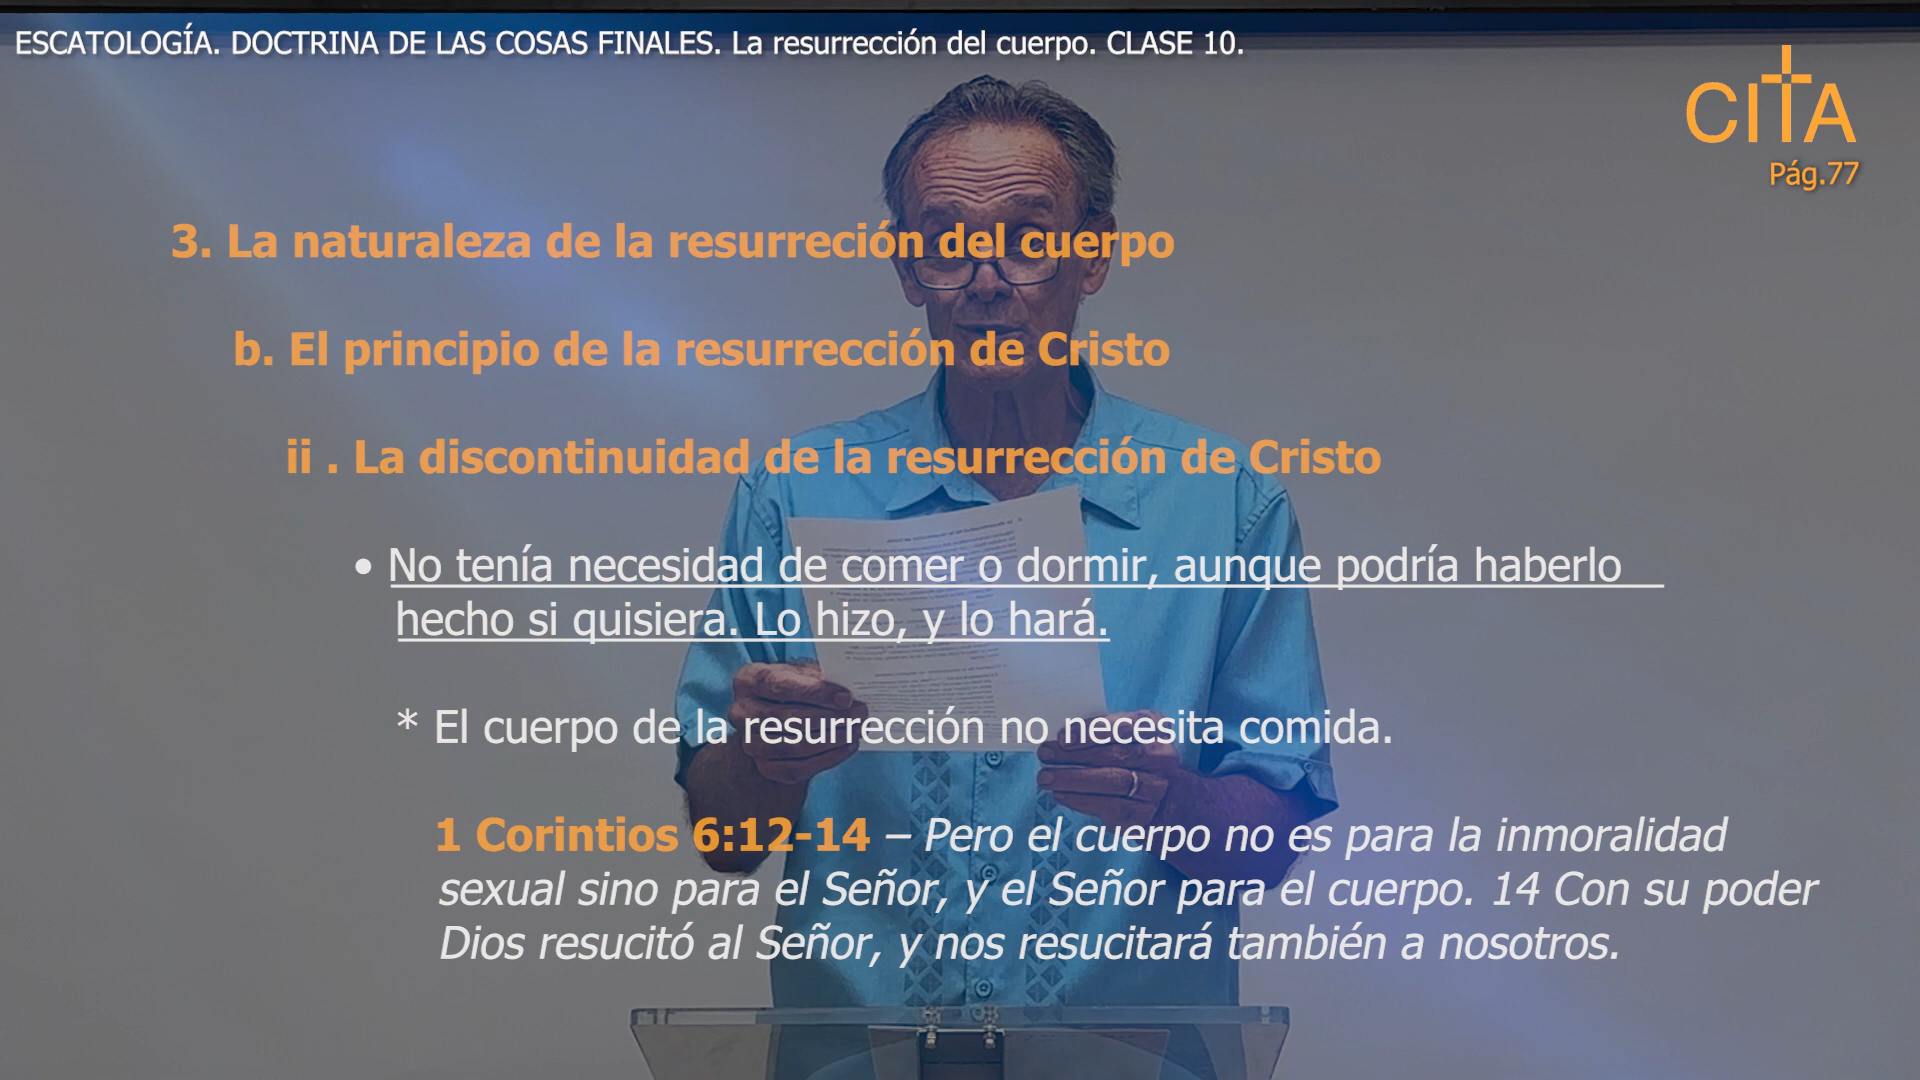 ESCATOLOGÍA. DOCTRINA DE LAS COSAS FINALES. La resurrección del cuerpo. CLASE 10.
CITA
Pág.77
3. La naturaleza de la resurreción del cuerpo
b. El principio de la resurrección de Cristo
ii . La discontinuidad de la resurrección de Cristo
• No tenía necesidad de comer o dormir, aunque podría haberlo
hecho si quisiera. Lo hizo, y lo hará.
* El cuerpo de la resurrección no necesita comida.
1 Corintios 6:12-14 – Pero el cuerpo no es para la inmoralidad
sexual sino para el Señor, y el Señor para el cuerpo. 14 Con su poder
Dios resucitó al Señor, y nos resucitará también a nosotros.